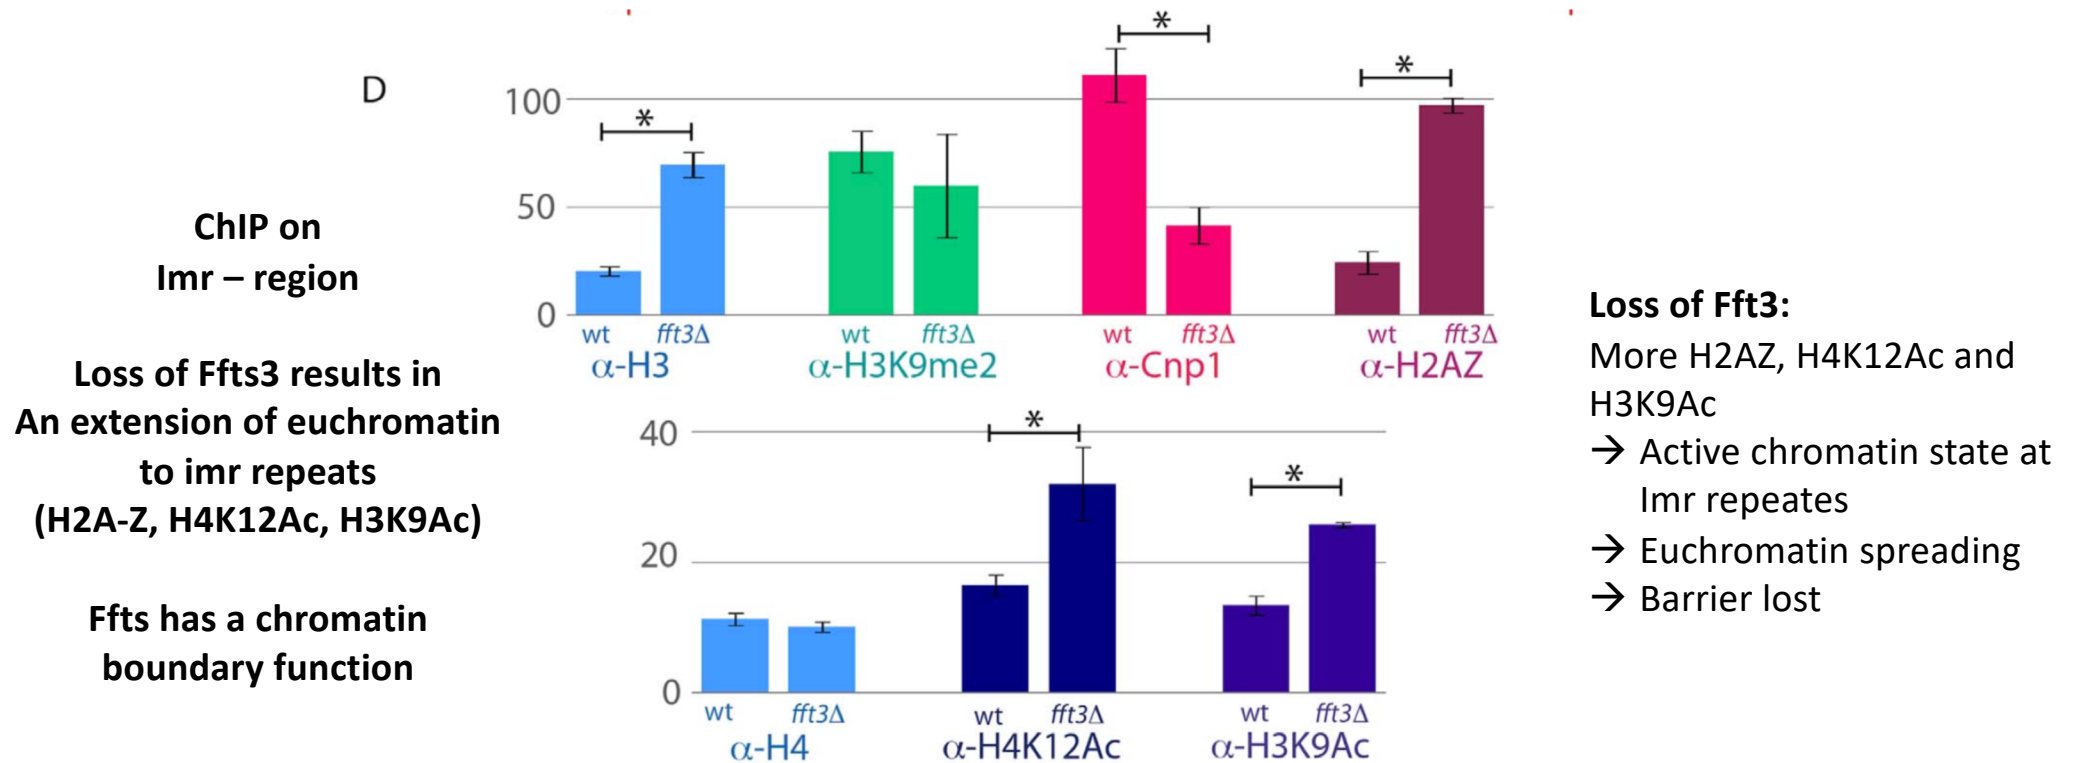 ChIP on
Imr – region
Loss of Ffts3 results in
An extension of euchromatin
to imr repeats
(H2A-Z, H4K12Ac, H3K9Ac)
Ffts has a chromatin
boundary function
D
100
50
0
*
*
*
wt fft3Δ wt fft3Δ wt fft3Δ wt fft3Δ
α-H3 α-H3K9me2 α-Cnp1 α-H2AZ
40
20
0
*
*
wt fft3Δ wt fft3Δ wt fft3Δ
α-H4 α-H4K12Ac α-H3K9Ac
Loss of Fft3:
More H2AZ, H4K12Ac and
H3K9Ac
→ Active chromatin state at
Imr repeates
→ Euchromatin spreading
→ Barrier lost